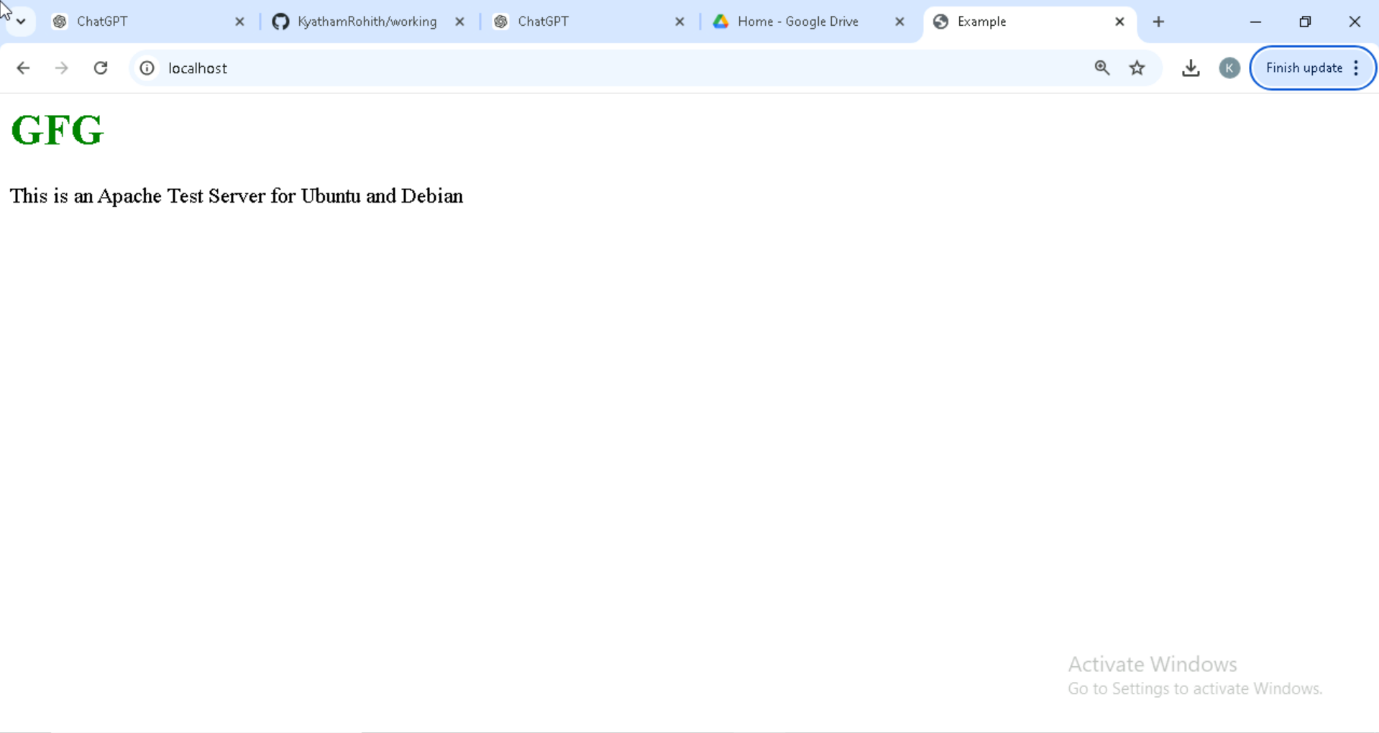 ChatGPT
KyathamRohith/working
ChatGPT
Home - Google Drive
Example
localhost
K
Finish update
GFG
This is an Apache Test Server for Ubuntu and Debian
Activate Windows
Go to Settings to activate Windows.